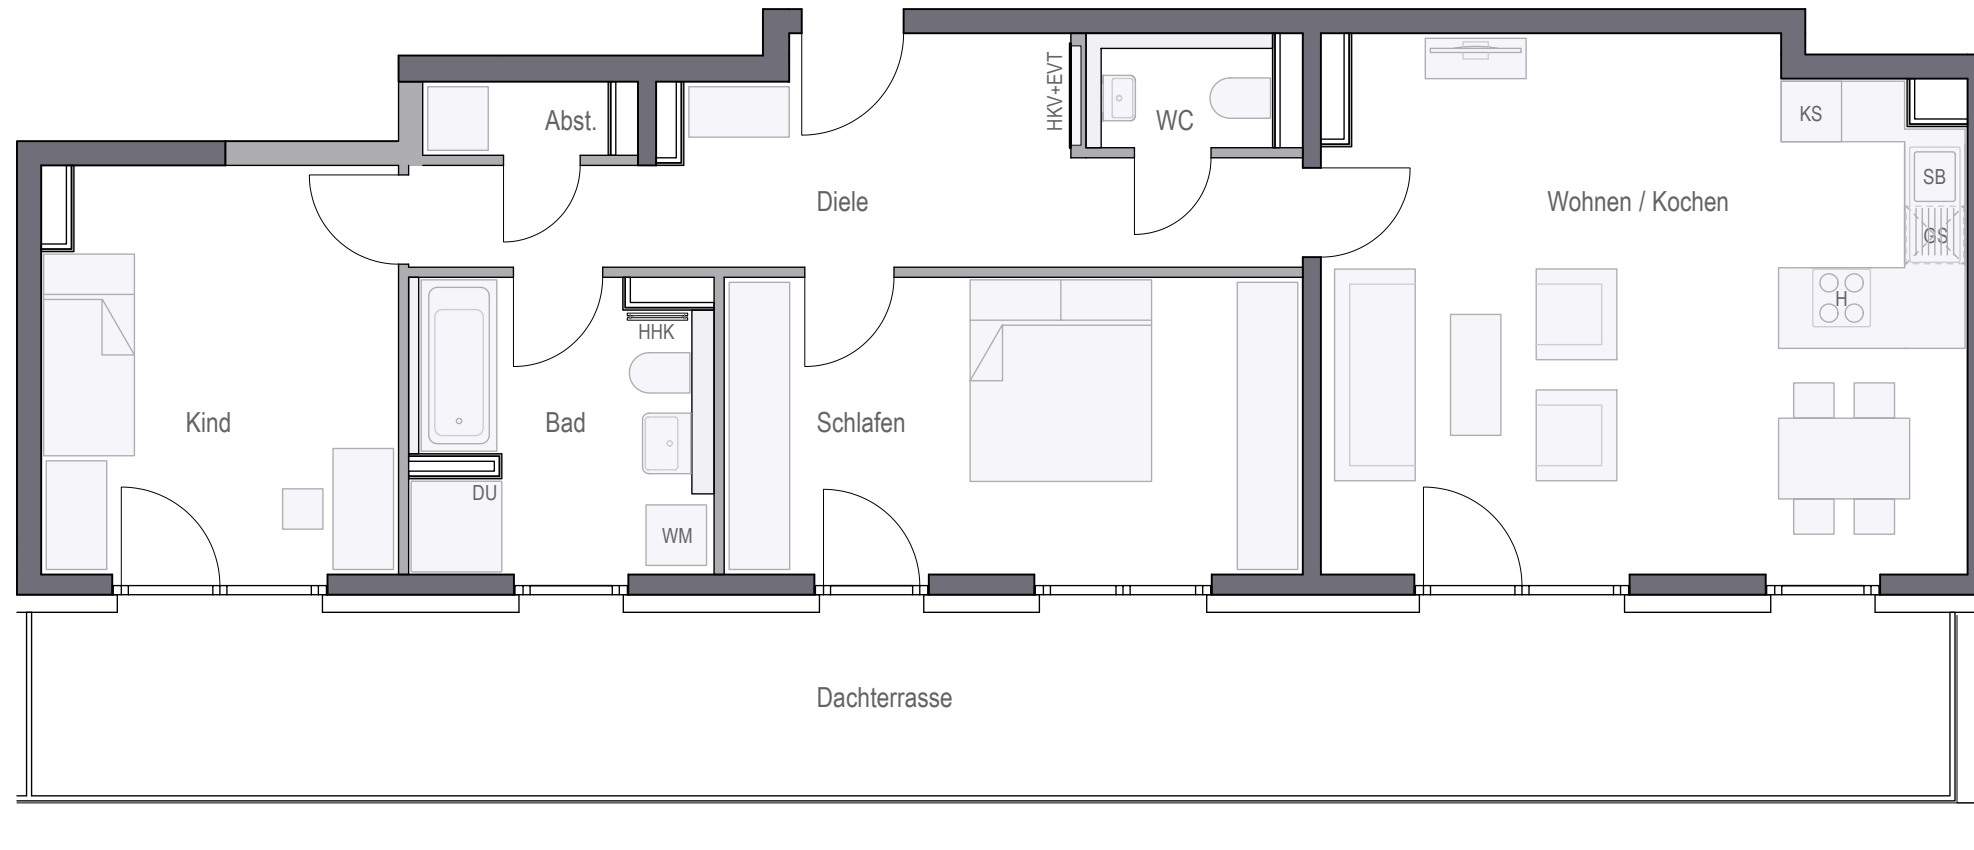 Abst.
HKV+EVT
WC
KS
SB
GS
Diele
Wohnen / Kochen
H
HHK
Kind
Bad
Schlafen
DU
WM
Dachterrasse